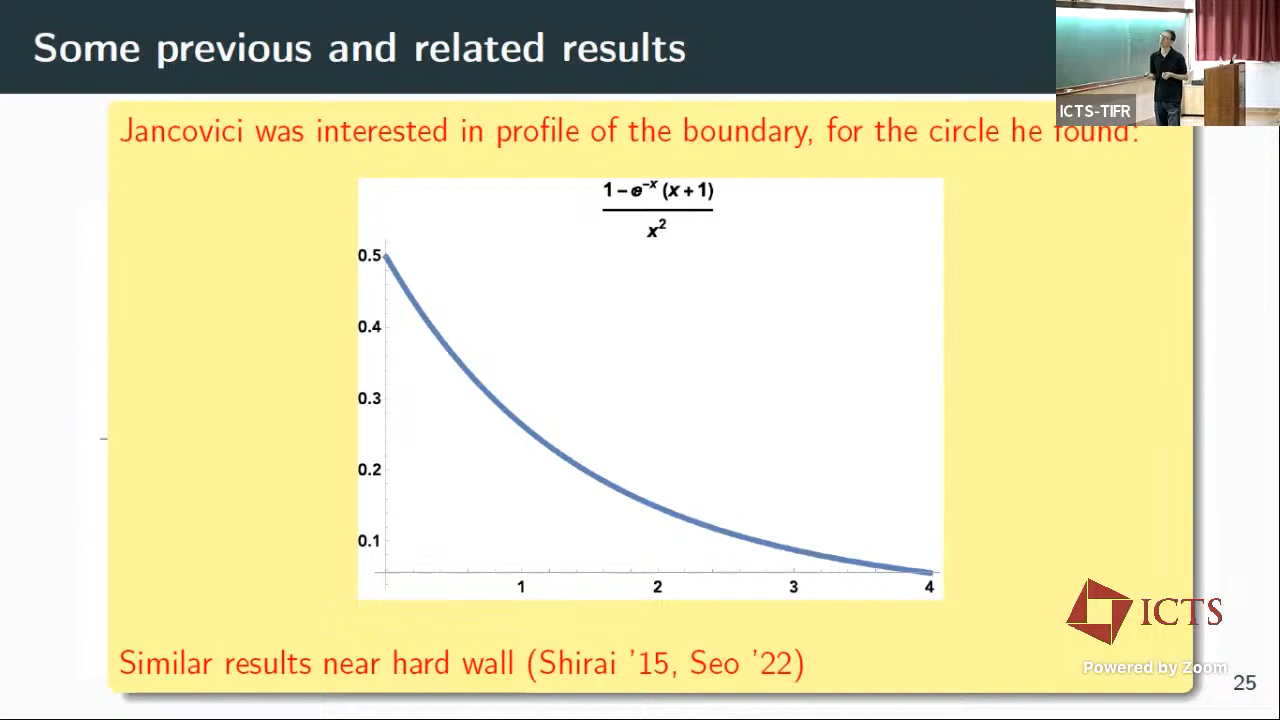 Some previous and related results
ICTS-TIFR
Jancovici was interested in profile of the boundary, for the circle he found:
1 - e^{-x} (x + 1)
x^2
0.5
0.4
0.3
0.2
0.1
1 2 3 4
ICTS
Similar results near hard wall (Shirai '15, Seo '22)
Powered by Zoom
25